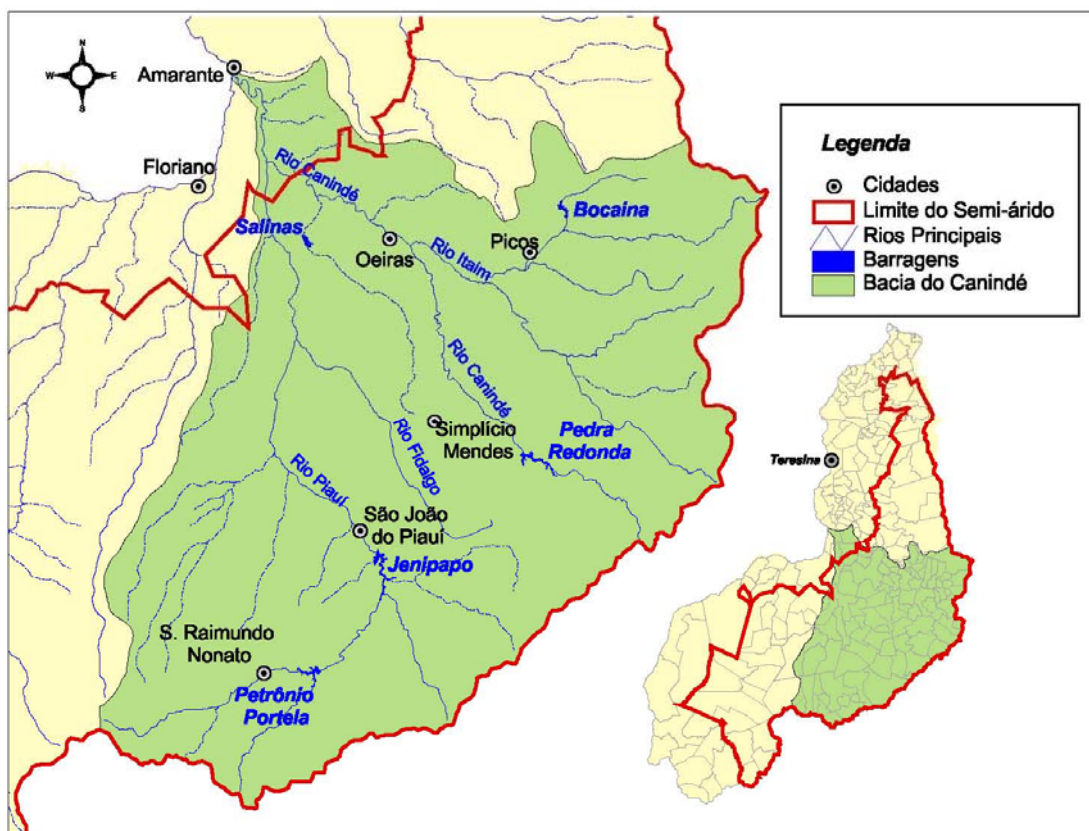 N
W
E
S
Amarante
Floriano
Rio Canindé
Salinas
Oeiras
Rio Itaim
Picos
Bocaina
Rio Canindé
Simplício
Mendes
Pedra
Redonda
Rio Fidalgo
Rio Piauí
São João
do Piauí
Jenipapo
S. Raimundo
Nonato
Petrônio
Portela
Legenda
Cidades
Limite do Semi-árido
Rios Principais
Barragens
Bacia do Canindé
Teresina